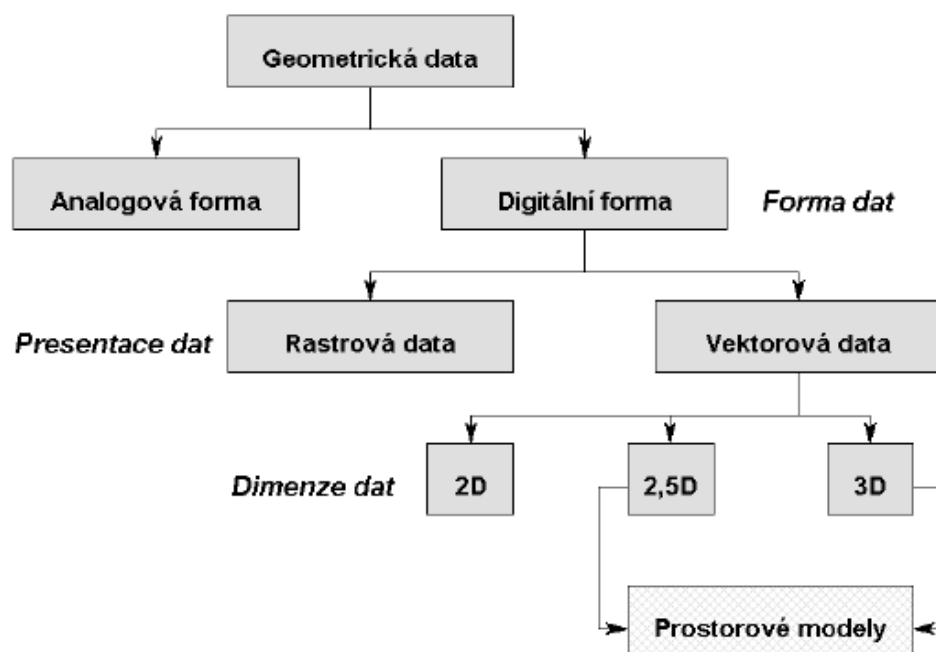 Geometrická data
Analogová forma
Digitální forma
Forma dat
Presentace dat
Rastrová data
Vektorová data
Dimenze dat
2D
2,5D
3D
Prostorové modely